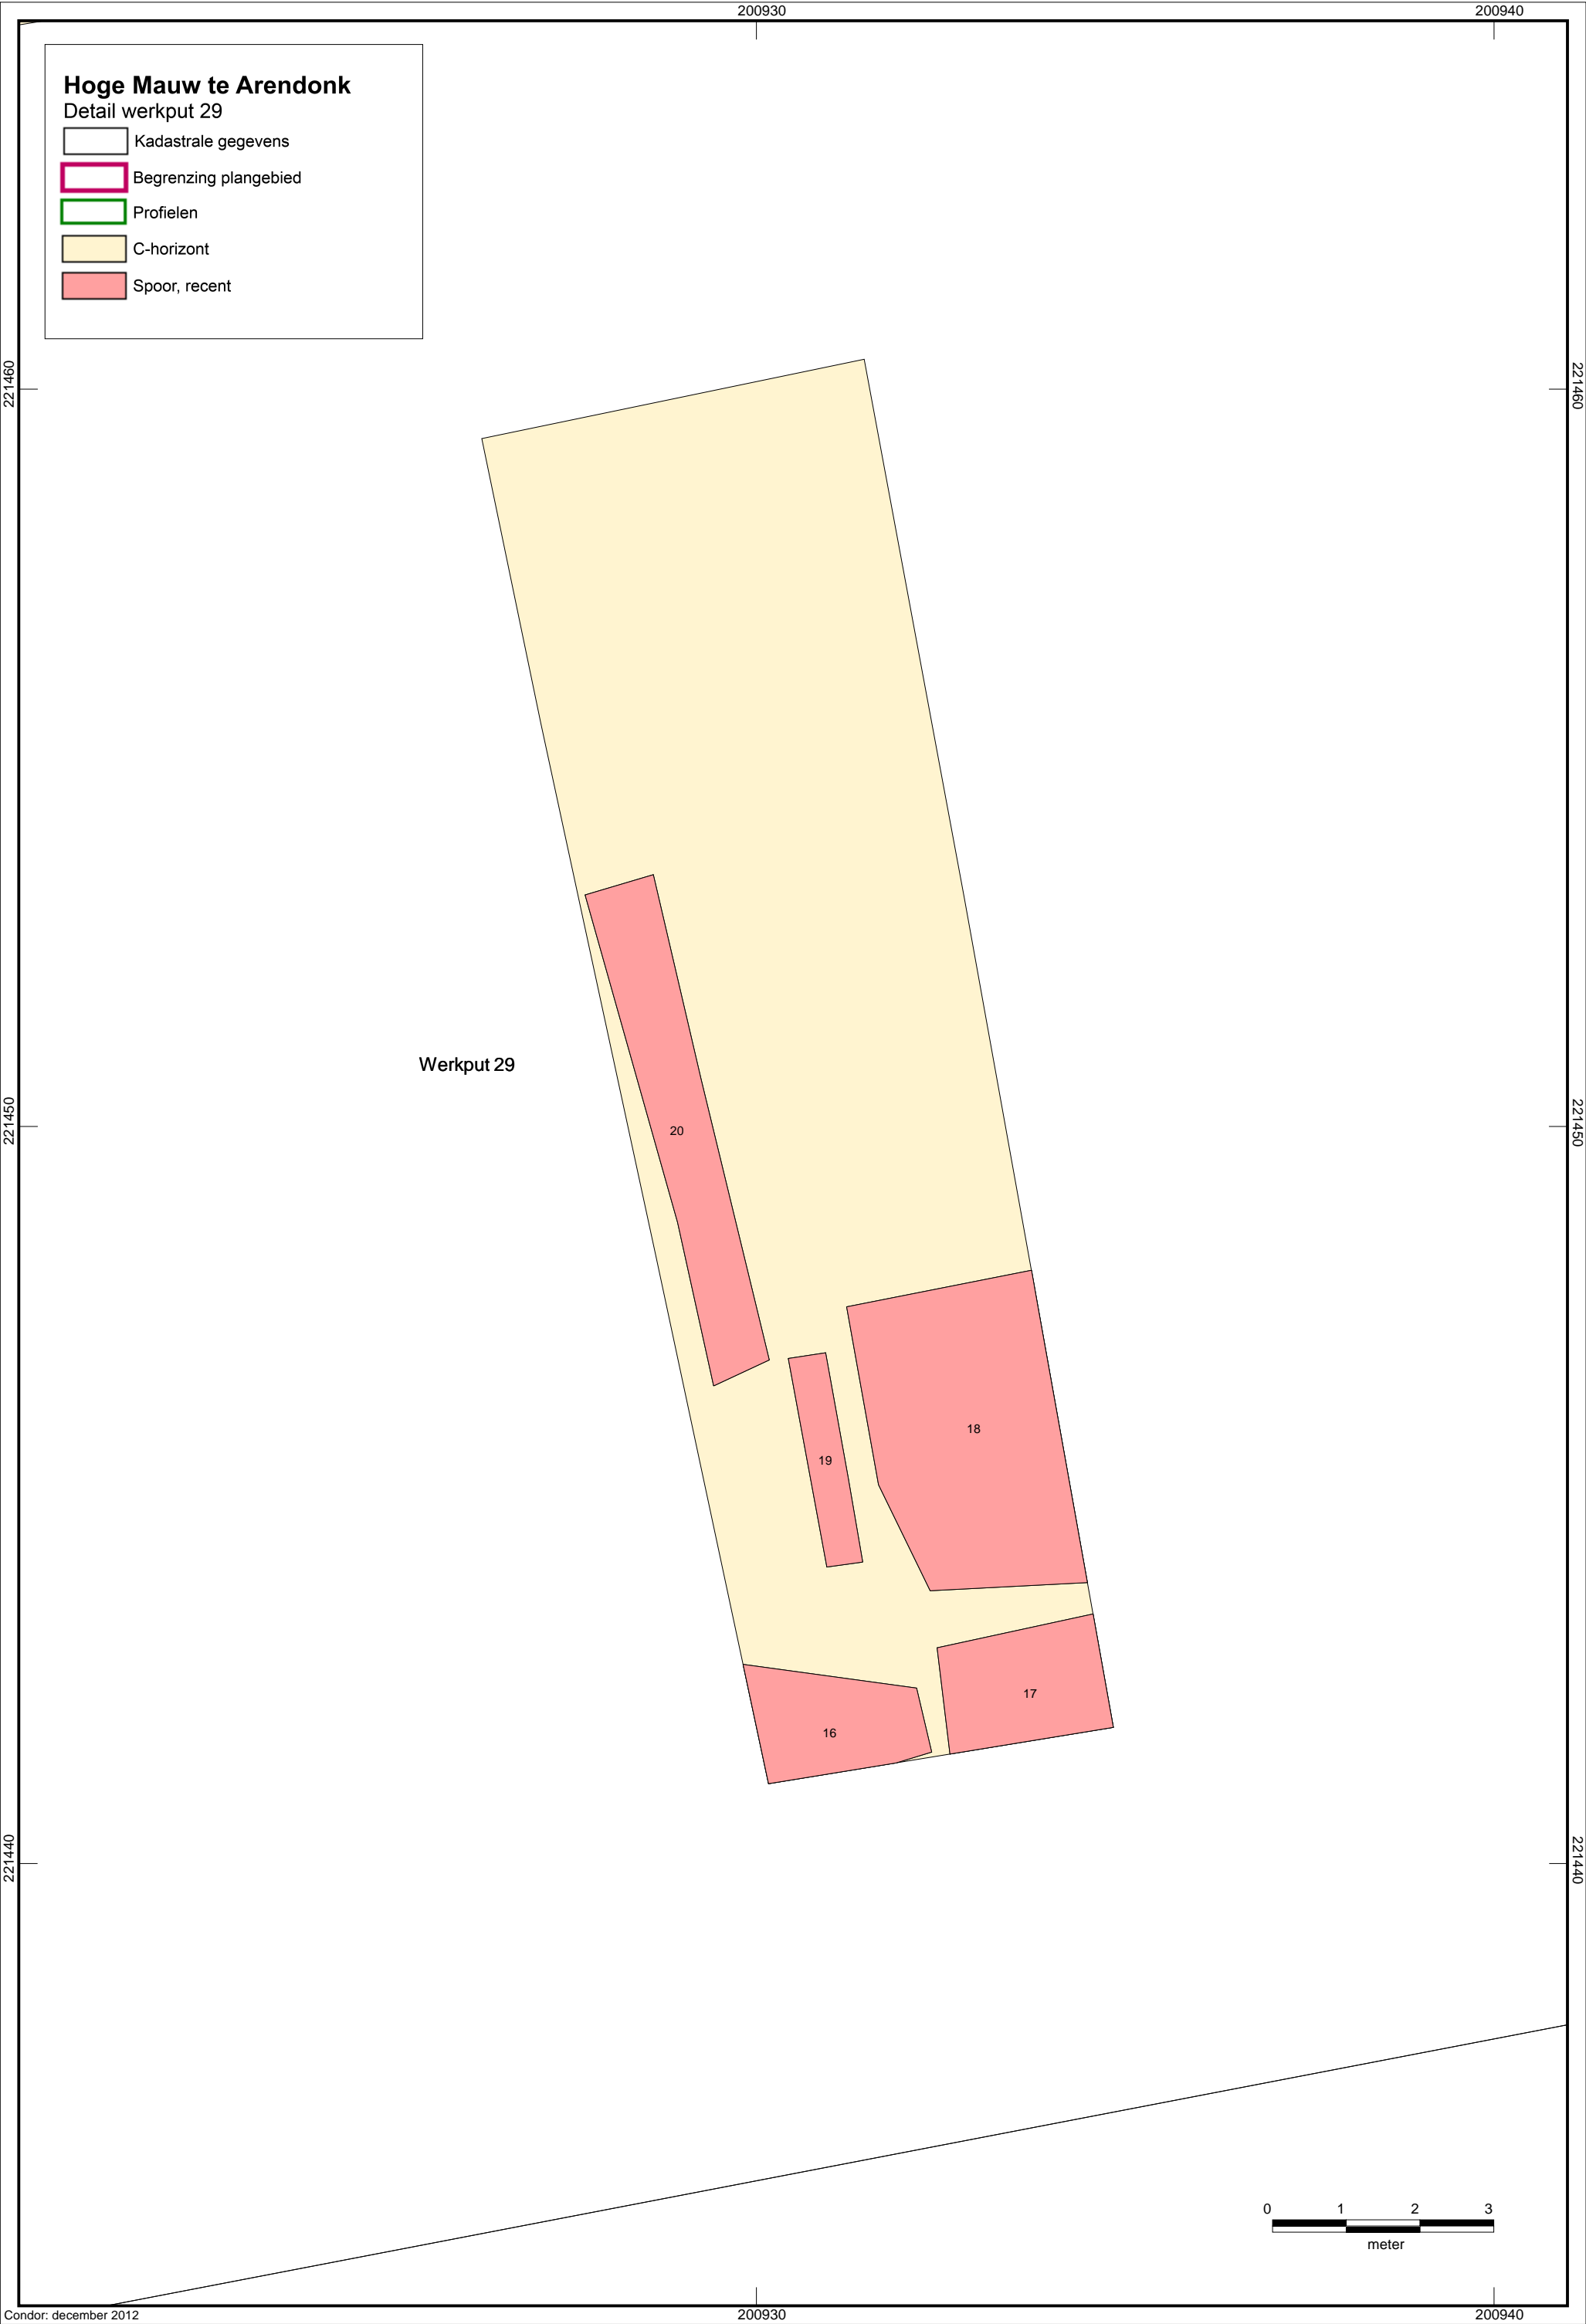 200930
200940
Hoge Mauw te Arendonk
Detail werkput 29
Kadastrale gegevens
Begrenzing plangebied
Profielen
C-horizont
Spoor, recent
221460
221460
Werkput 29
221450
221450
20
18
19
17
16
221440
221440
0 1 2 3
meter
Condor: december 2012
200930
200940